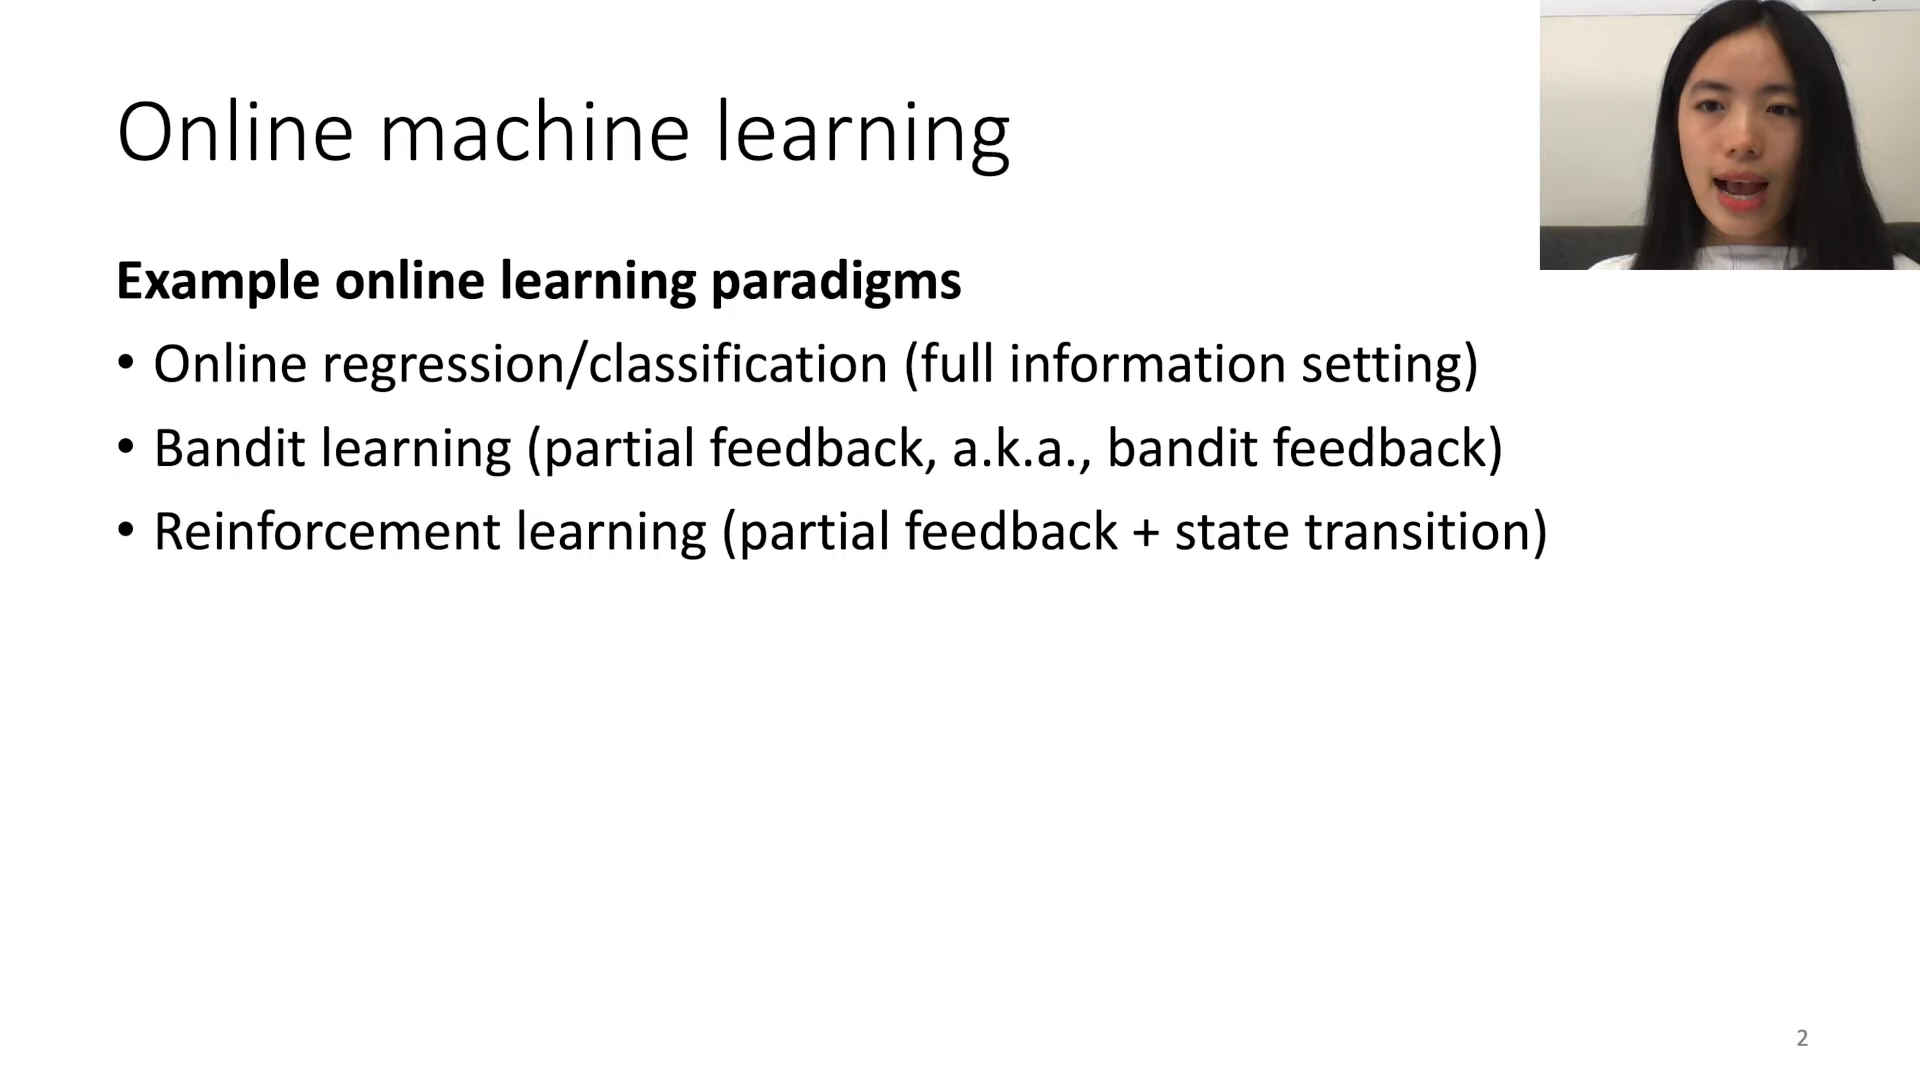 Online machine learning
Example online learning paradigms
• Online regression/classification (full information setting)
• Bandit learning (partial feedback, a.k.a., bandit feedback)
• Reinforcement learning (partial feedback + state transition)
2